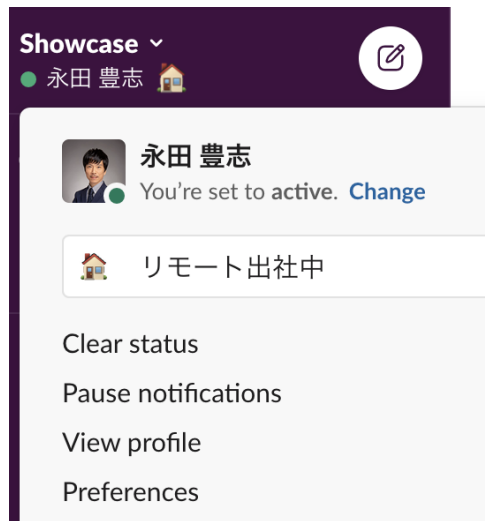 Showcase
永田 豊志
永田 豊志
You're set to active. Change
リモート出社中
Clear status
Pause notifications
View profile
Preferences